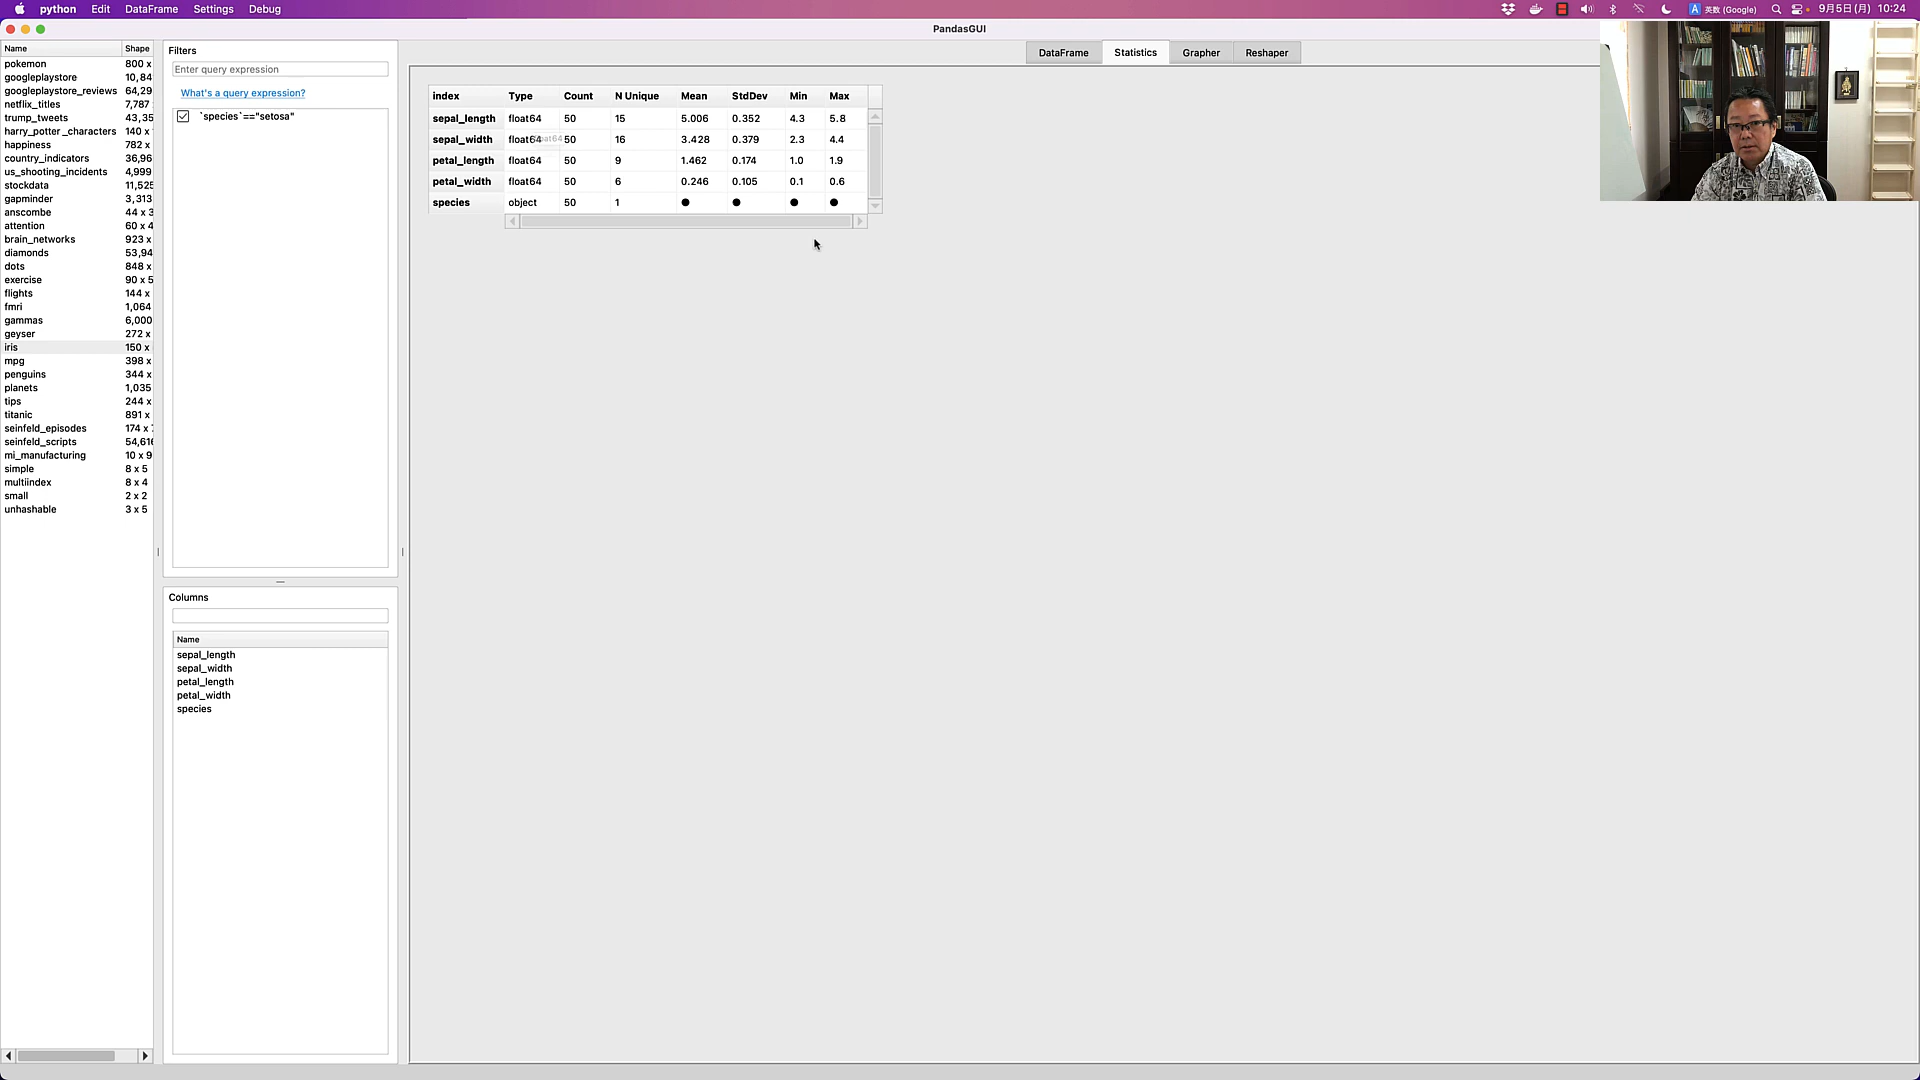 python Edit DataFrame Settings Debug
A 英数 (Google) 9月5日(月) 10:24
PandasGUI
Name Shape
pokemon 800 x
googleplaystore 10,84
googleplaystore_reviews 64,29
netflix_titles 7,787
trump_tweets 43,35
harry_potter_characters 140 x
happiness 782 x
country_indicators 36,96
us_shooting_incidents 4,999
stockdata 11,525
gapminder 3,313
anscombe 44 x 3
attention 60 x 4
brain_networks 923 x
diamonds 53,94
dots 848 x
exercise 90 x 5
flights 144 x
fmri 1,064
gammas 6,000
geyser 272 x
iris 150 x
mpg 398 x
penguins 344 x
planets 1,035
tips 244 x
titanic 891 x
seinfeld_episodes 174 x
seinfeld_scripts 54,616
mi_manufacturing 10 x 9
simple 8 x 5
multiindex 8 x 4
small 2 x 2
unhashable 3 x 5
Filters
Enter query expression
What's a query expression?
`species`=="setosa"
Columns
Name
sepal_length
sepal_width
petal_length
petal_width
species
DataFrame Statistics Grapher Reshaper
index Type Count N Unique Mean StdDev Min Max
sepal_length float64 50 15 5.006 0.352 4.3 5.8
sepal_width float64 50 16 3.428 0.379 2.3 4.4
petal_length float64 50 9 1.462 0.174 1.0 1.9
petal_width float64 50 6 0.246 0.105 0.1 0.6
species object 50 1 ● ● ● ●